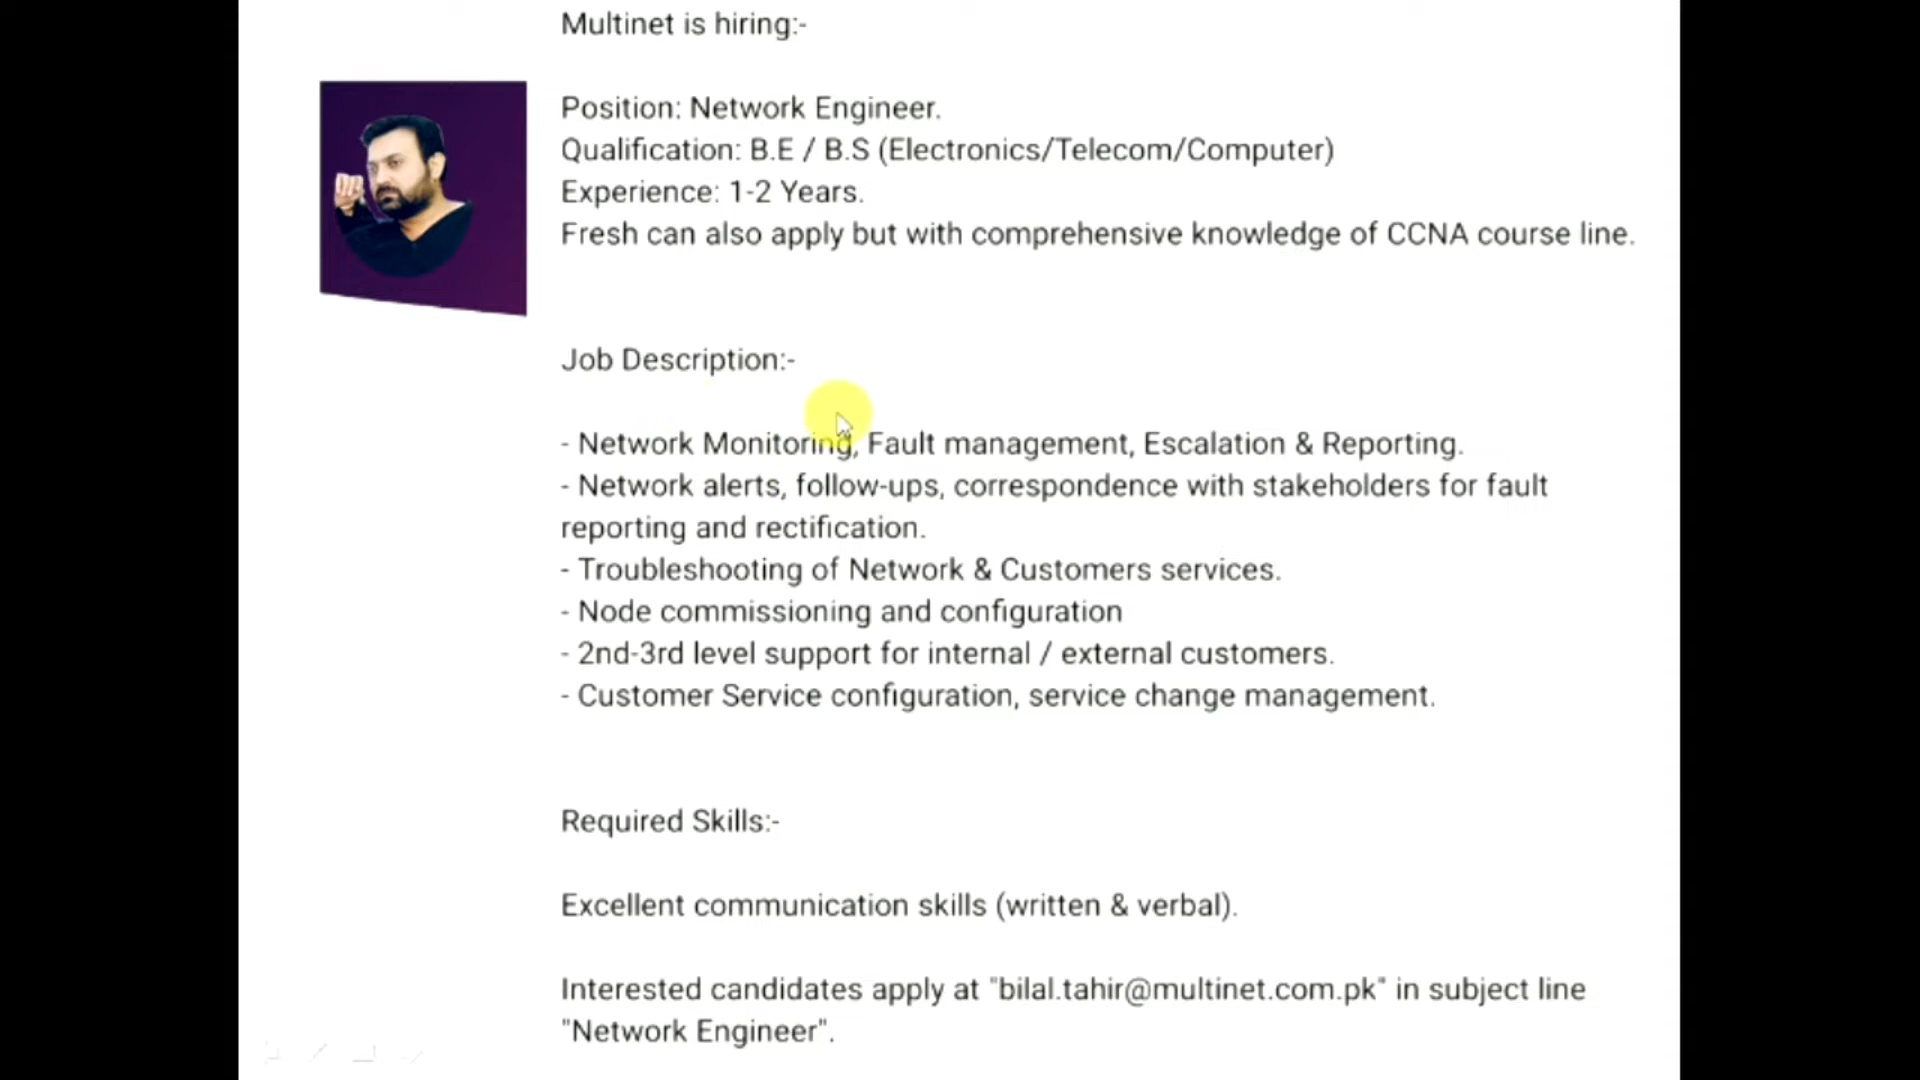 Multinet is hiring:-
Position: Network Engineer.
Qualification: B.E / B.S (Electronics/Telecom/Computer)
Experience: 1-2 Years.
Fresh can also apply but with comprehensive knowledge of CCNA course line.
Job Description:-
- Network Monitoring, Fault management, Escalation & Reporting.
- Network alerts, follow-ups, correspondence with stakeholders for fault
reporting and rectification.
- Troubleshooting of Network & Customers services.
- Node commissioning and configuration
- 2nd-3rd level support for internal / external customers.
- Customer Service configuration, service change management.
Required Skills:-
Excellent communication skills (written & verbal).
Interested candidates apply at "bilal.tahir@multinet.com.pk" in subject line
"Network Engineer".